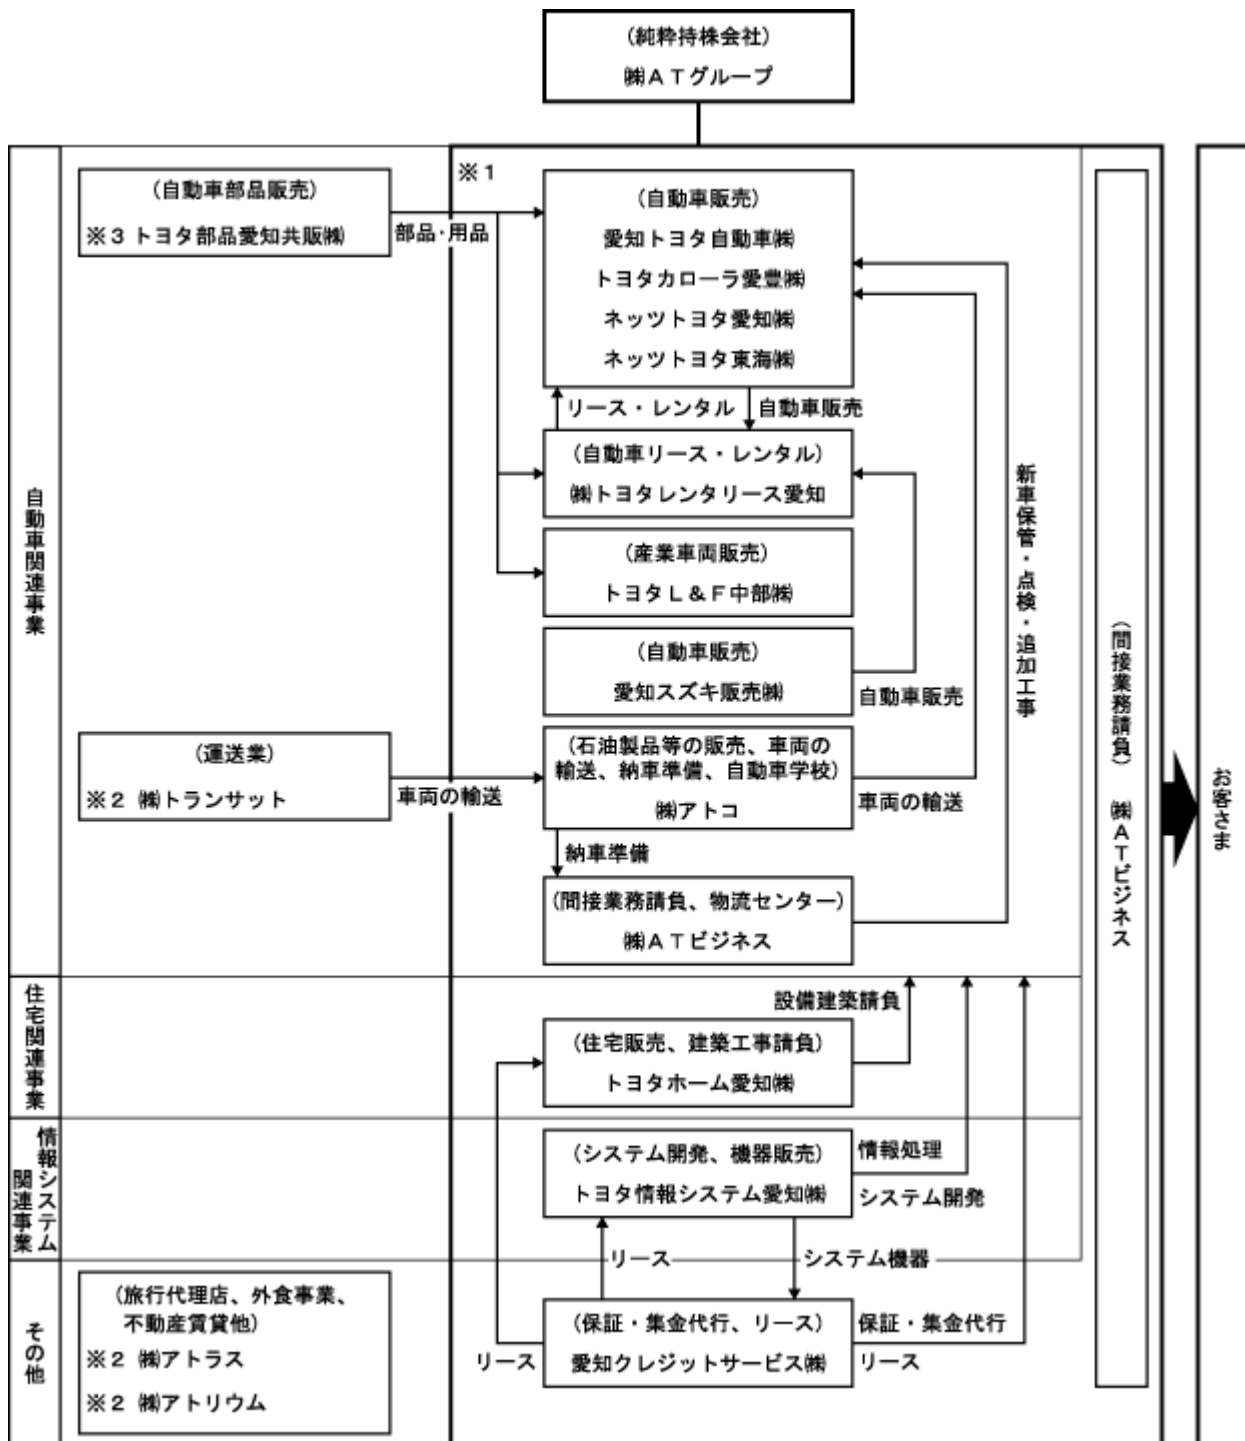 (純粋持株会社)
㈱ＡＴグループ
※１
(自動車部品販売)
※３ トヨタ部品愛知共販㈱
部品・用品
(自動車販売)
愛知トヨタ自動車㈱
トヨタカローラ愛豊㈱
ネッツトヨタ愛知㈱
ネッツトヨタ東海㈱
リース・レンタル
自動車販売
(自動車リース・レンタル)
㈱トヨタレンタリース愛知
(産業車両販売)
トヨタＬ＆Ｆ中部㈱
(自動車販売)
愛知スズキ販売㈱
自動車販売
(運送業)
※２ ㈱トランサット
車両の輸送
(石油製品等の販売、車両の
輸送、納車準備、自動車学校)
㈱アトコ
車両の輸送
納車準備
(間接業務請負、物流センター)
㈱ＡＴビジネス
新車保管・点検・追加工事
自動車関連事業
(間接業務請負) ㈱ＡＴビジネス
お客さま
住宅関連事業
設備建築請負
(住宅販売、建築工事請負)
トヨタホーム愛知㈱
情報システム
関連事業
(システム開発、機器販売)
トヨタ情報システム愛知㈱
情報処理
システム開発
リース
システム機器
その他
(旅行代理店、外食事業、
不動産賃貸他)
※２ ㈱アトラス
※２ ㈱アトリウム
リース
(保証・集金代行、リース)
愛知クレジットサービス㈱
保証・集金代行
リース